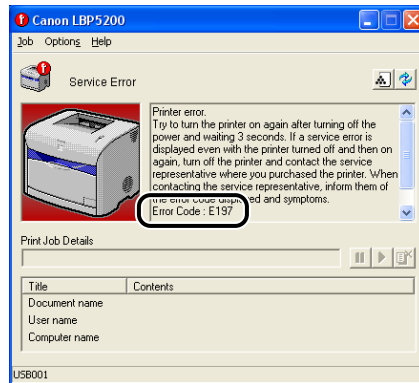 Canon LBP5200
Job Options Help
Service Error
Printer error.
Try to turn the printer on again after turning off the
power and waiting 3 seconds. If a service error is
displayed even with the printer turned off and then on
again, turn off the printer and contact the service
representative where you purchased the printer. When
contacting the service representative, inform them of
the error code displayed and symptoms.
Error Code : E197
Print Job Details
Title Contents
Document name
User name
Computer name
USB001